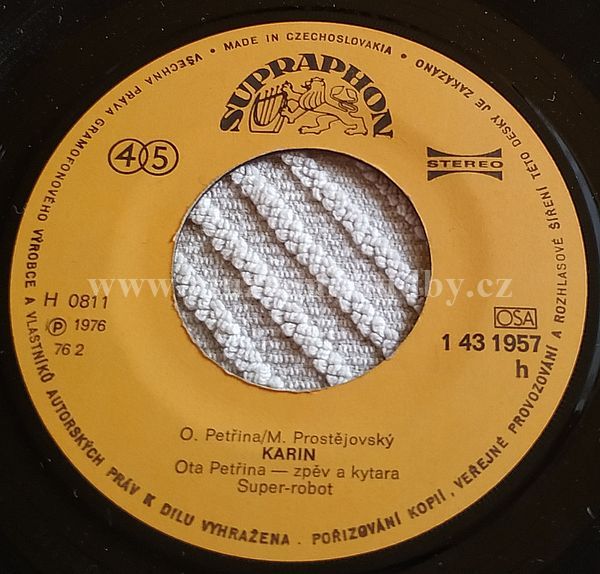 VŠECHNA PRÁVA GRAMOFONOVÉHO VÝROBCE A VLASTNÍKŮ AUTORSKÝCH PRÁV K DÍLU VYHRAŽENA. POŘIZOVÁNÍ KOPIÍ, VEŘEJNÉ PROVOZOVÁNÍ A ROZHLASOVÉ ŠÍŘENÍ TÉTO DESKY JE ZAKÁZÁNO • MADE IN CZECHOSLOVAKIA •
SUPRAPHON
45
STEREO
H 0811
℗ 1976
76 2
OSA
1 43 1957
h
O. Petřina/M. Prostějovský
KARIN
Ota Petřina — zpěv a kytara
Super-robot